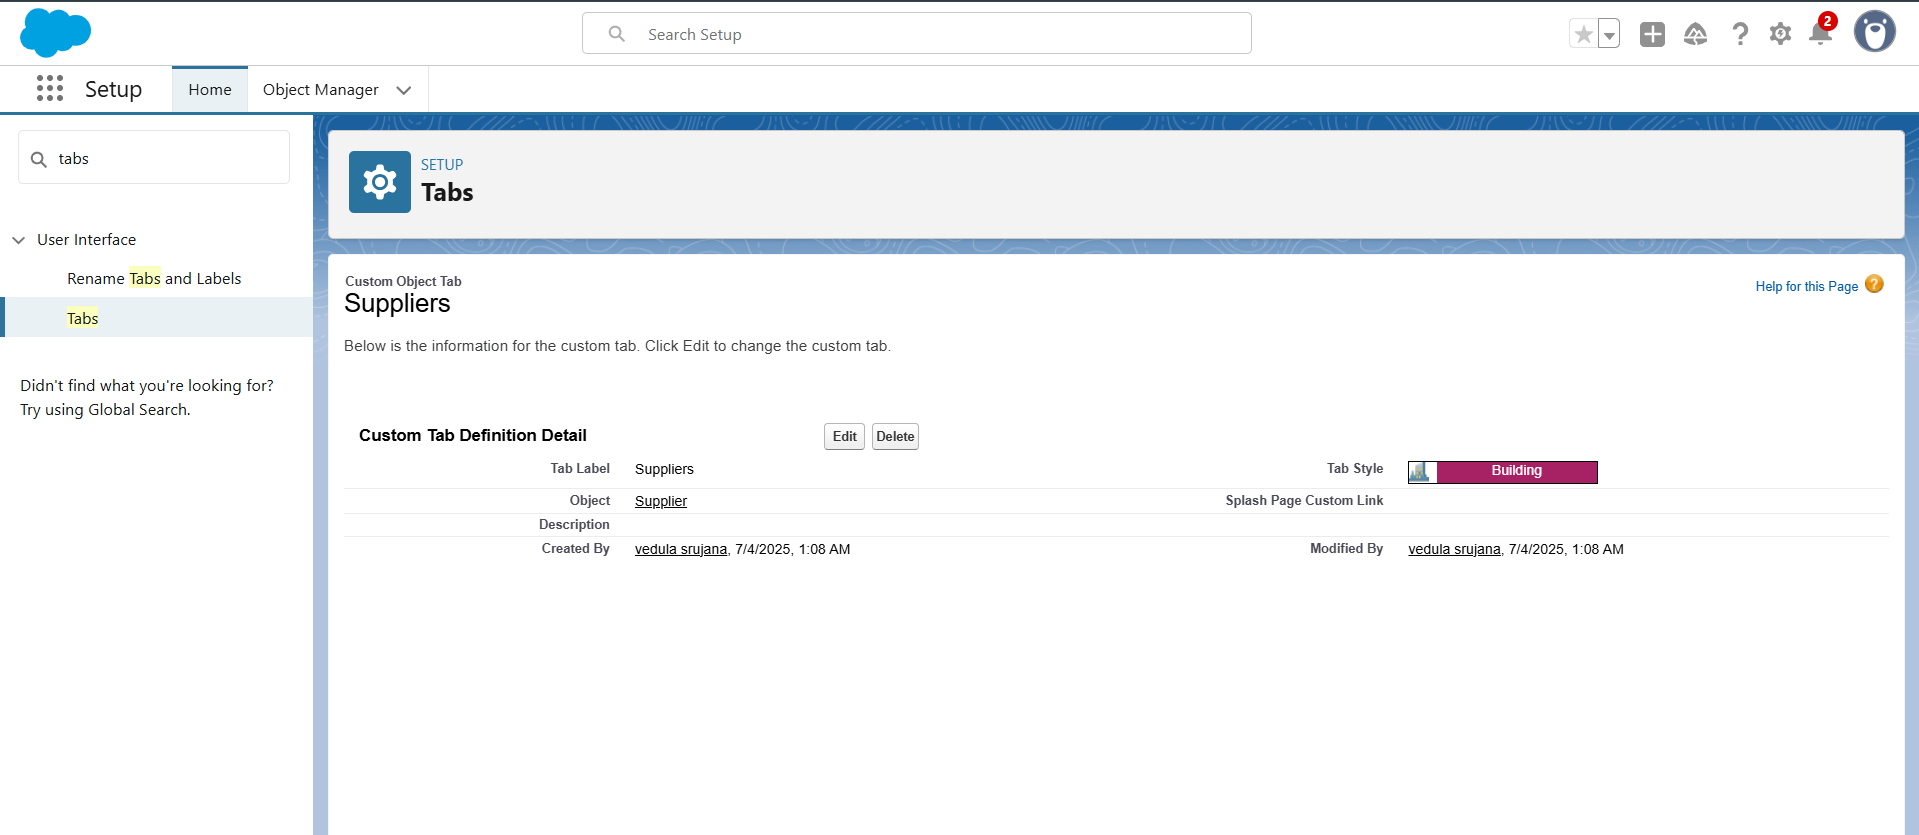 Search Setup
2
Setup
Home
Object Manager
tabs
User Interface
Rename Tabs and Labels
Tabs
Didn't find what you're looking for?
Try using Global Search.
SETUP
Tabs
Custom Object Tab
Suppliers
Help for this Page ?
Below is the information for the custom tab. Click Edit to change the custom tab.
Custom Tab Definition Detail Edit Delete
Tab Label Suppliers Tab Style Building
Object Supplier Splash Page Custom Link
Description
Created By vedula srujana, 7/4/2025, 1:08 AM Modified By vedula srujana, 7/4/2025, 1:08 AM